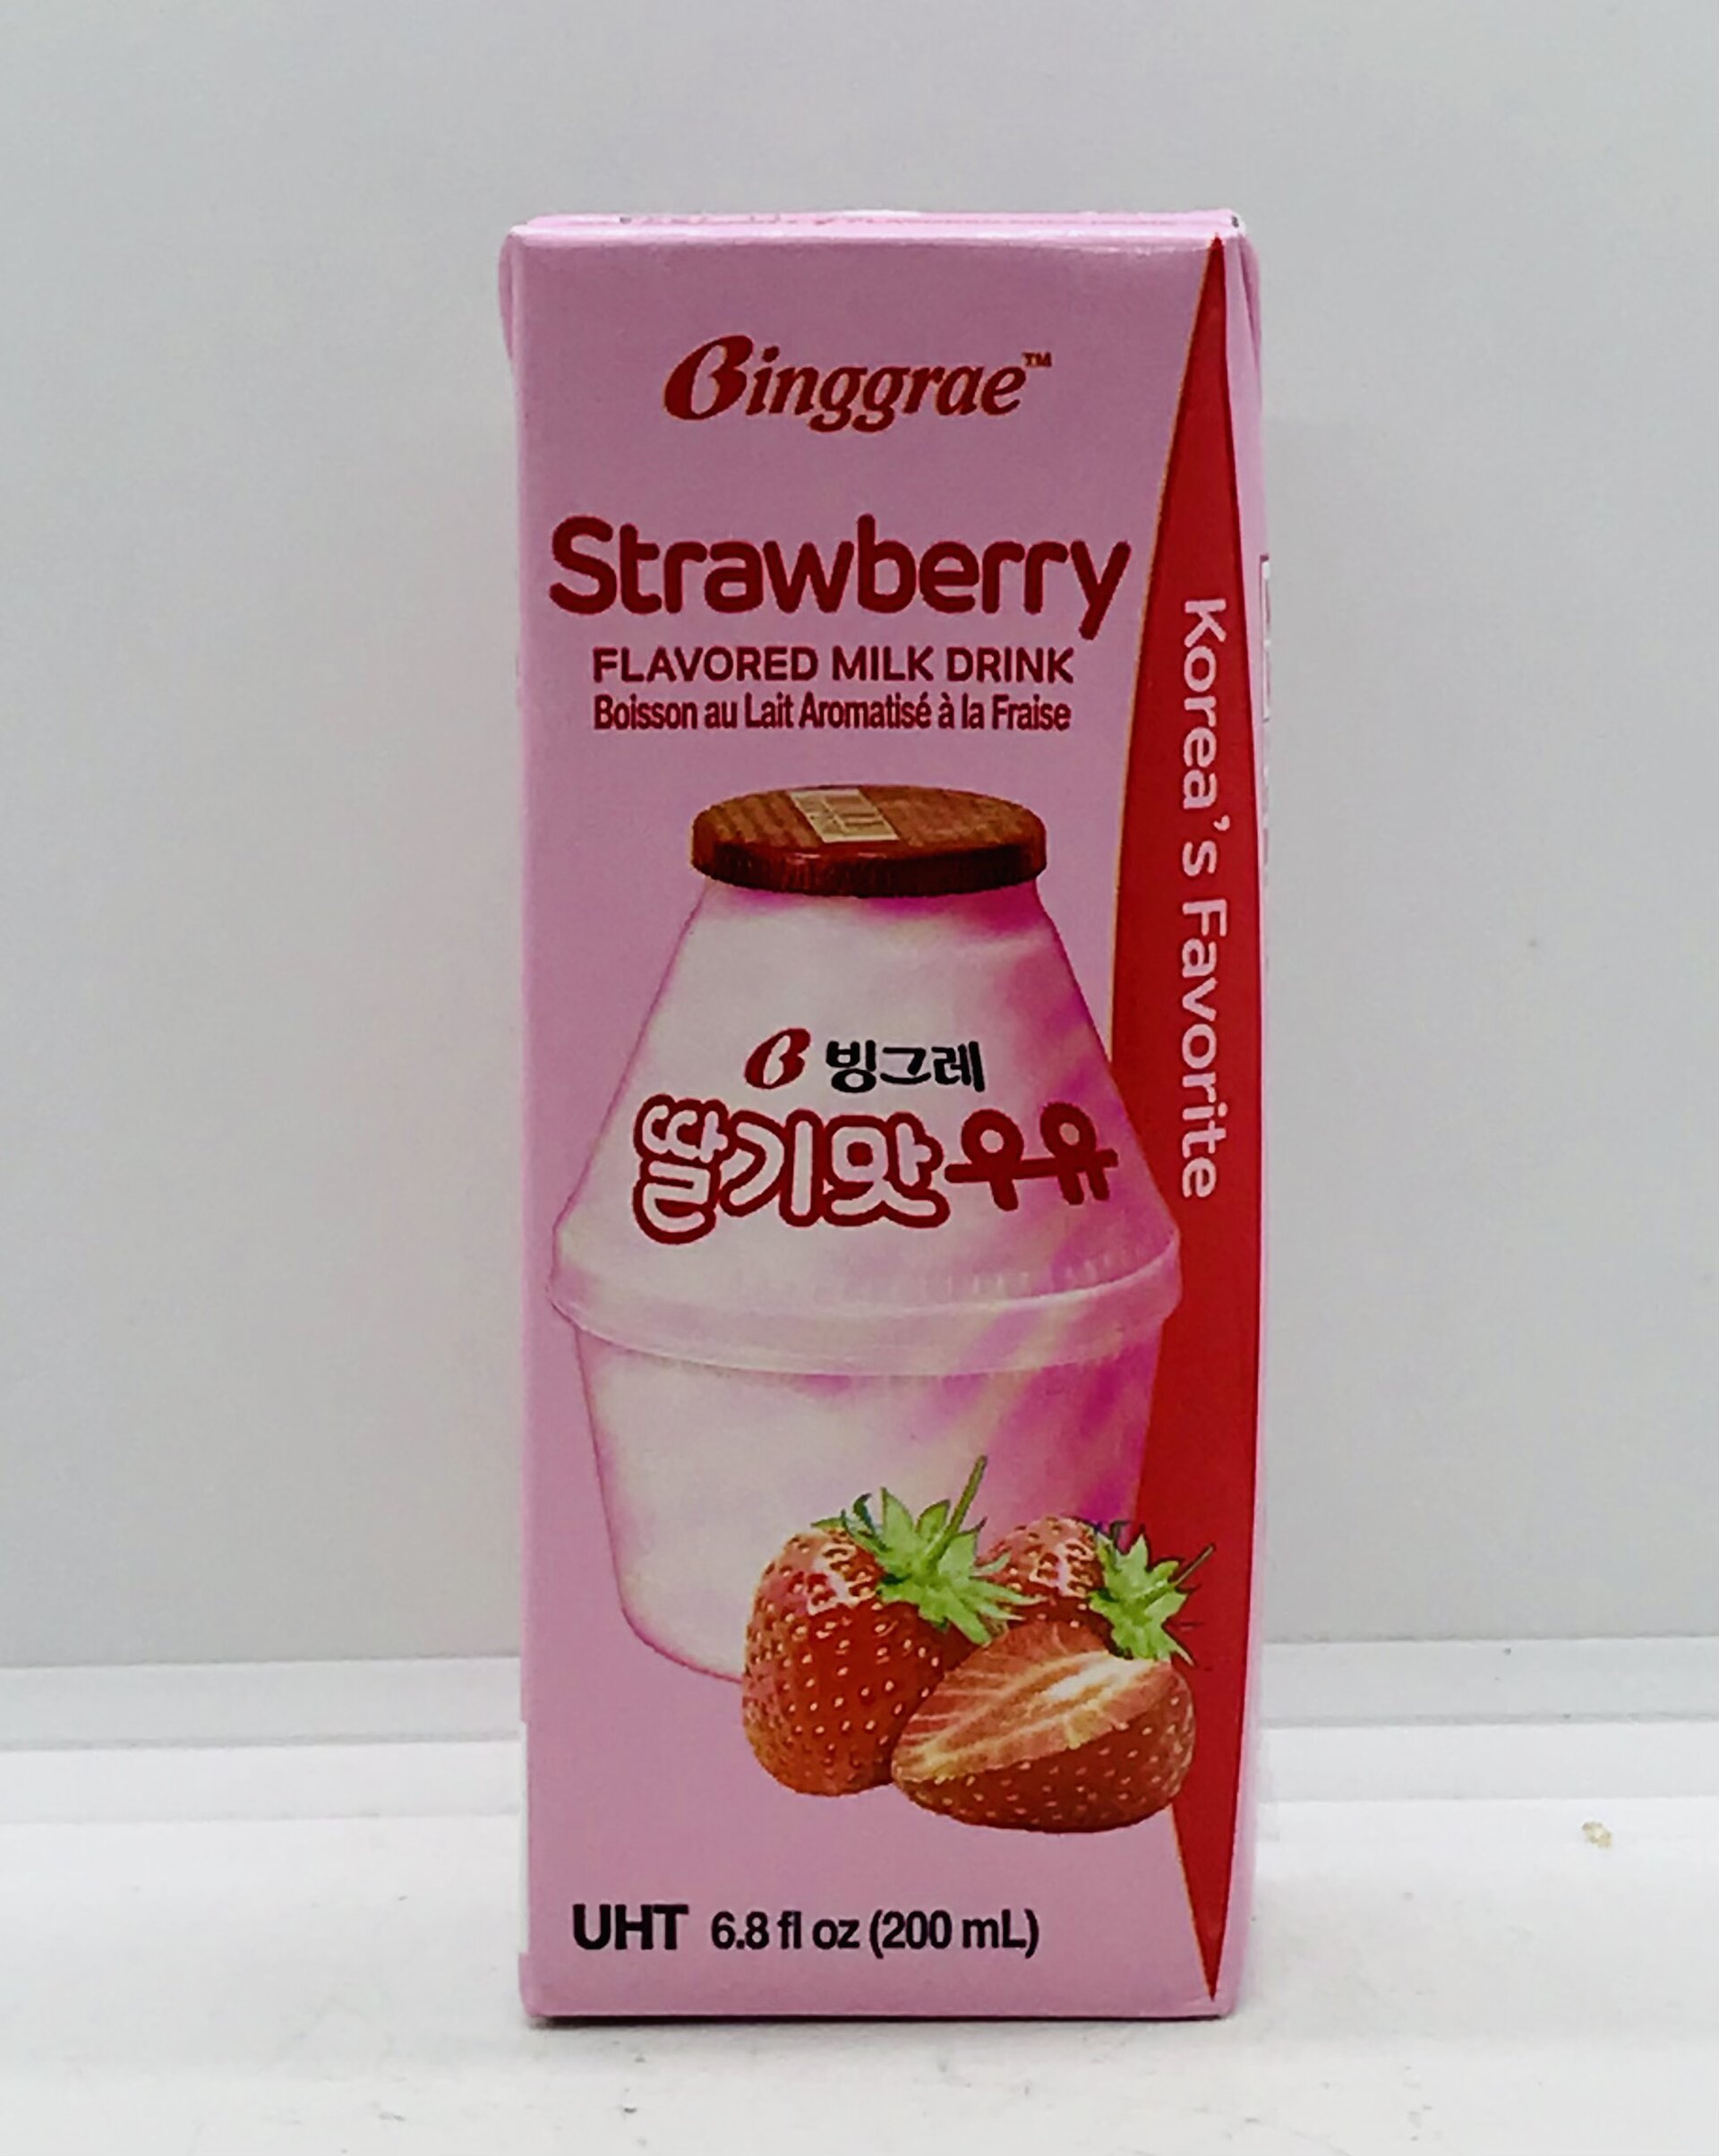 Binggrae™
Strawberry
FLAVORED MILK DRINK
Boisson au Lait Aromatisé à la Fraise
빙그레
딸기맛우유
Korea's Favorite
UHT 6.8 fl oz (200 mL)